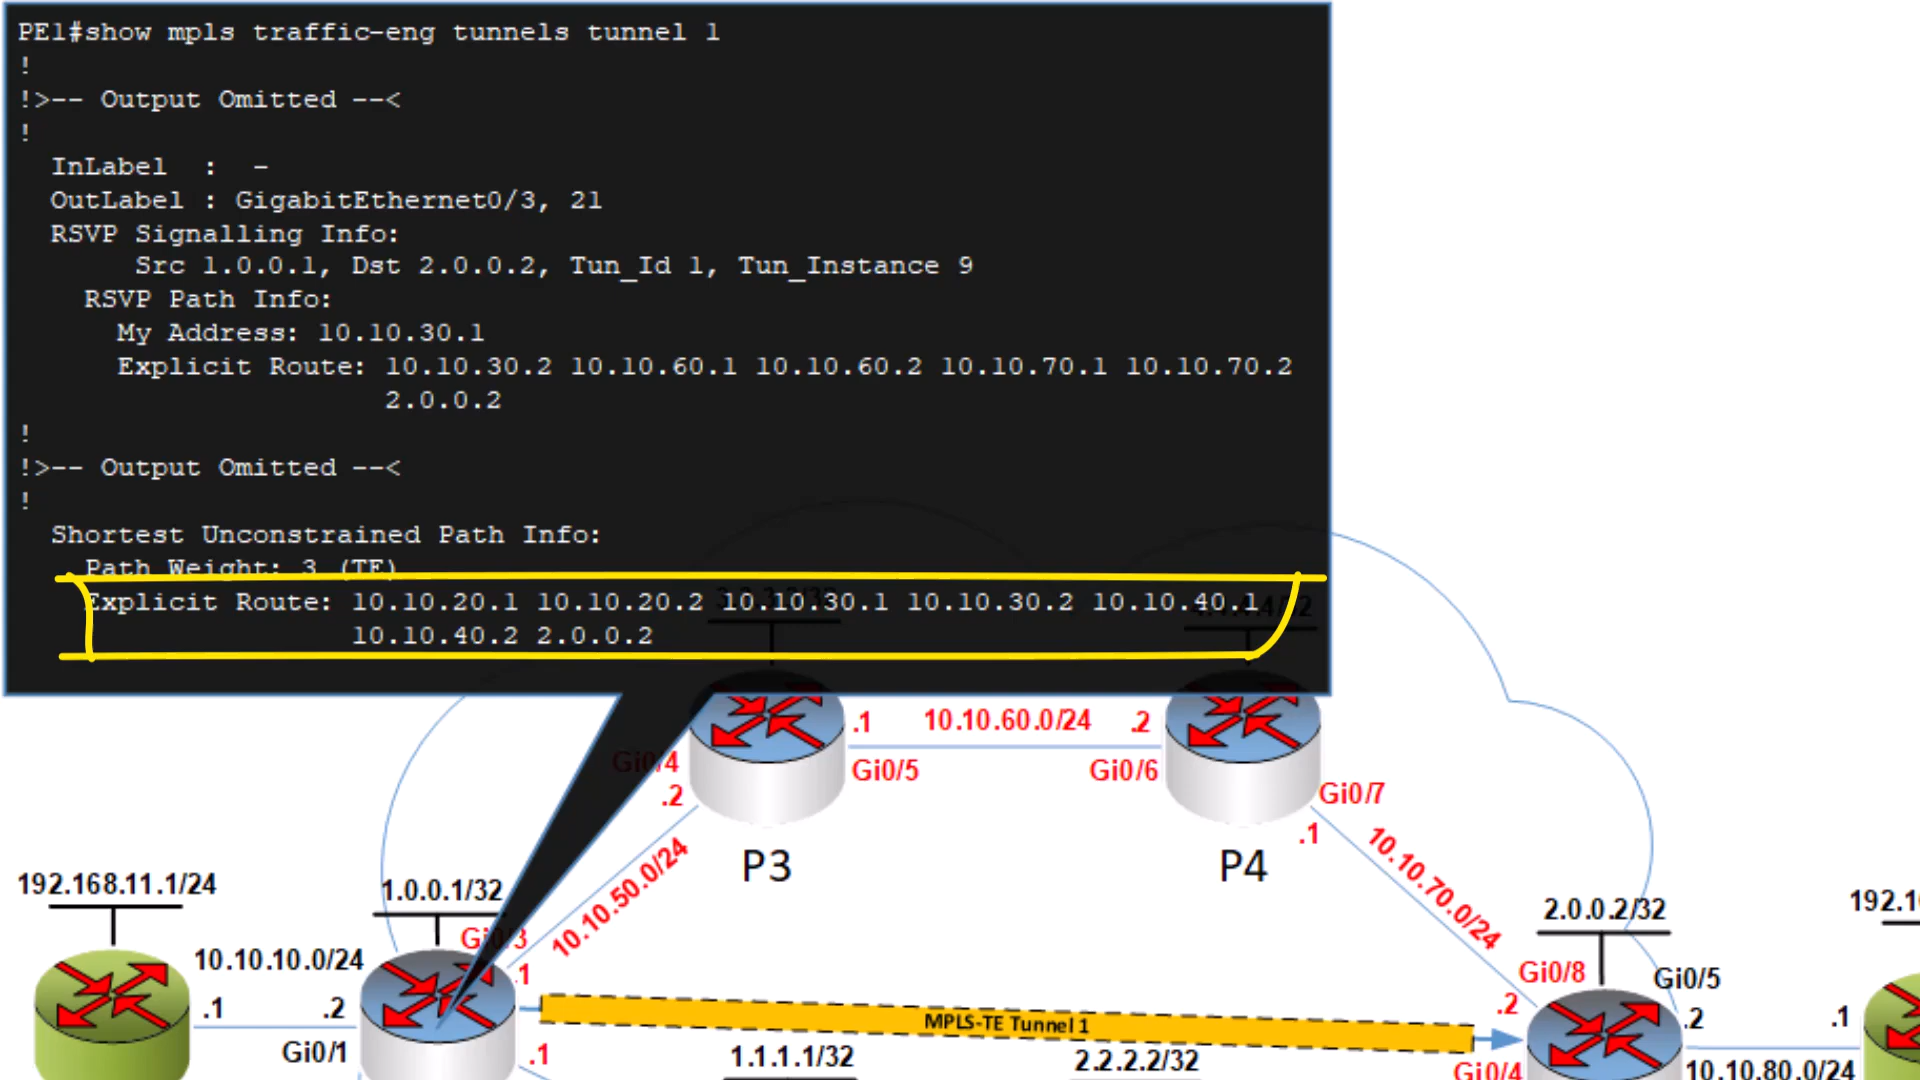 PE1#show mpls traffic-eng tunnels tunnel 1
!
!>-- Output Omitted --<
!
InLabel : -
OutLabel : GigabitEthernet0/3, 21
RSVP Signalling Info:
Src 1.0.0.1, Dst 2.0.0.2, Tun_Id 1, Tun_Instance 9
RSVP Path Info:
My Address: 10.10.30.1
Explicit Route: 10.10.30.2 10.10.60.1 10.10.60.2 10.10.70.1 10.10.70.2
2.0.0.2
!
!>-- Output Omitted --<
!
Shortest Unconstrained Path Info:
Path Weight: 3 (TE)
Explicit Route: 10.10.20.1 10.10.20.2 10.10.30.1 10.10.30.2 10.10.40.1
10.10.40.2 2.0.0.2
.1 10.10.60.0/24 .2
Gi0/4 Gi0/5 Gi0/6
.2 Gi0/7
.1
P3 P4
10.10.50.0/24 10.10.70.0/24
192.168.11.1/24 1.0.0.1/32 2.0.0.2/32
Gi0/3
10.10.10.0/24 .1 Gi0/8 Gi0/5
.1 .2 .2 .2 .1
MPLS-TE Tunnel 1
Gi0/1 .1 1.1.1.1/32 2.2.2.2/32 Gi0/4 10.10.80.0/24